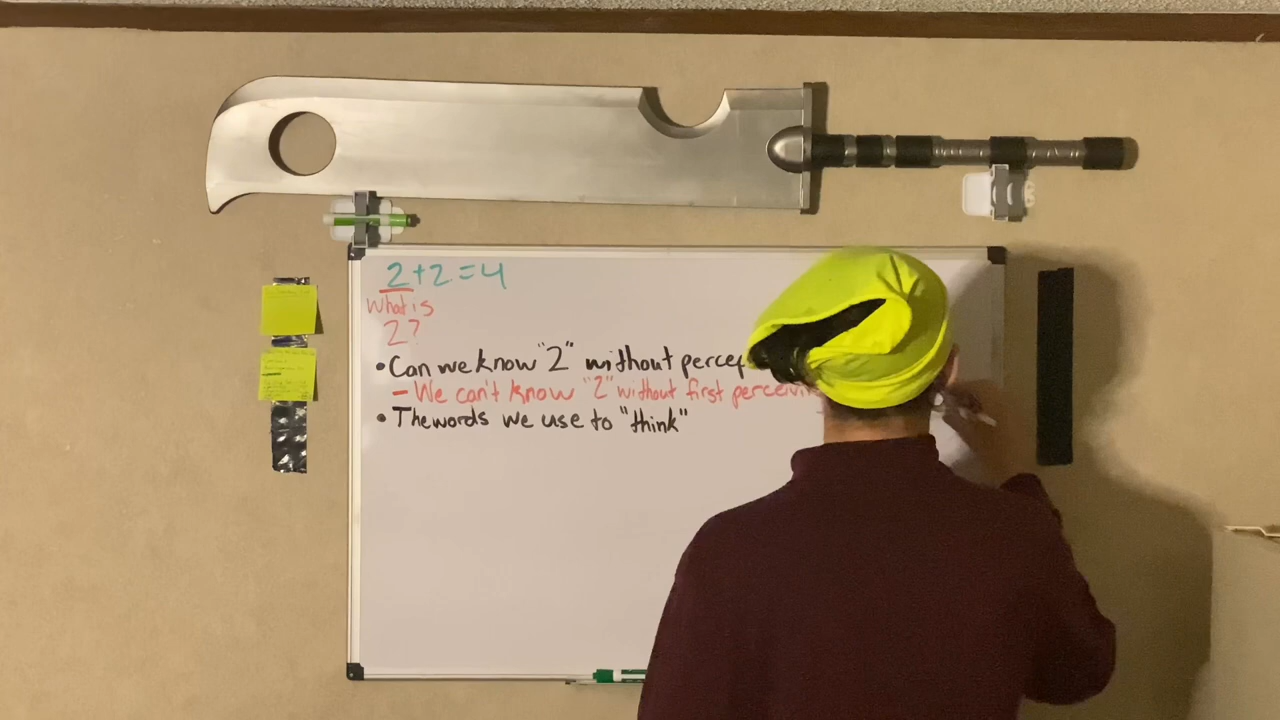 2+2=4
What is
2?
•Can we know "2" without percep
– We can't know "2" without first perceivin
• The words we use to "think"